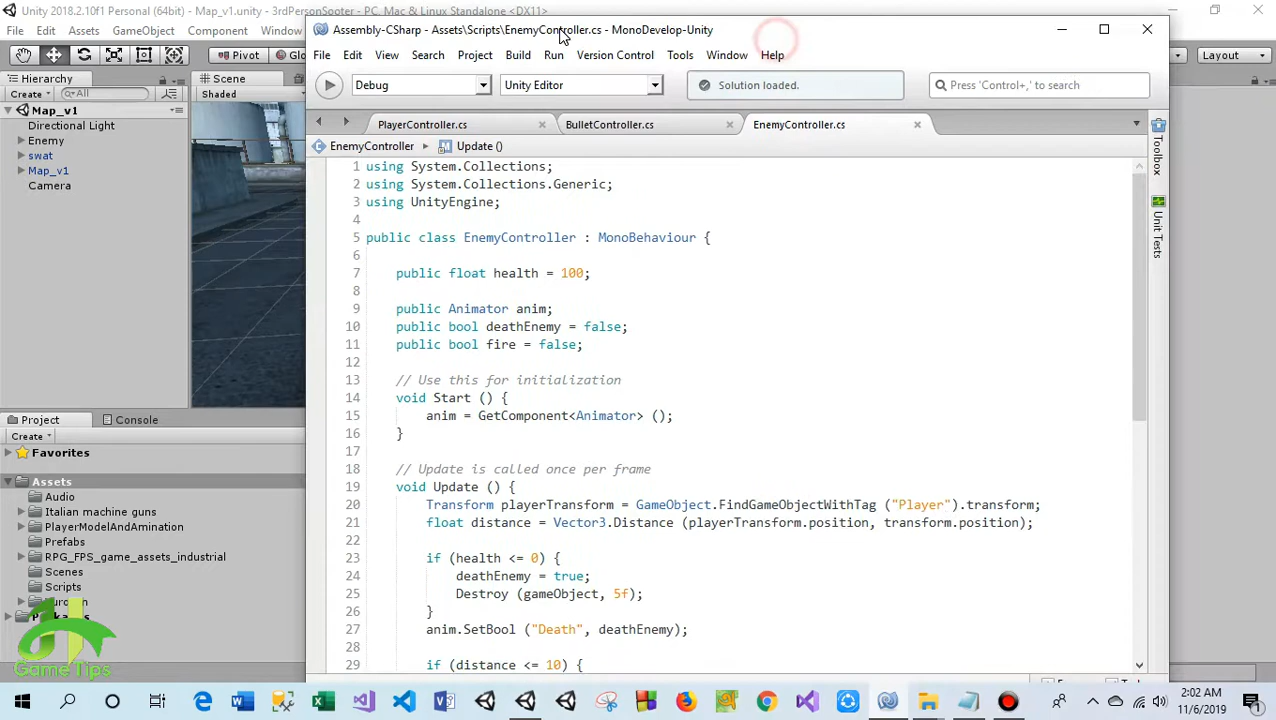 Unity 2018.2.10f1 Personal (64bit) - Map_v1.unity - 3rdPersonSooter - PC, Mac & Linux Standalone <DX11>
File Edit Assets GameObject Component Window
Pivot
Layout
Hierarchy
Scene
Create
All
Shaded
Map_v1
Directional Light
Enemy
swat
Map_v1
Camera
Project
Console
Create
Favorites
Assets
Audio
Italian machine guns
PlayerModelAndAmination
Prefabs
RPG_FPS_game_assets_industrial
Scenes
Scripts
GameTips
Assembly-CSharp - Assets\Scripts\EnemyController.cs - MonoDevelop-Unity
File Edit View Search Project Build Run Version Control Tools Window Help
Debug
Unity Editor
Solution loaded.
Press 'Control+,' to search
PlayerController.cs
BulletController.cs
EnemyController.cs
EnemyController
Update ()
Toolbox
Unit Tests
1 using System.Collections;
2 using System.Collections.Generic;
3 using UnityEngine;
4
5 public class EnemyController : MonoBehaviour {
6
7 public float health = 100;
8
9 public Animator anim;
10 public bool deathEnemy = false;
11 public bool fire = false;
12
13 // Use this for initialization
14 void Start () {
15 anim = GetComponent<Animator> ();
16 }
17
18 // Update is called once per frame
19 void Update () {
20 Transform playerTransform = GameObject.FindGameObjectWithTag ("Player").transform;
21 float distance = Vector3.Distance (playerTransform.position, transform.position);
22
23 if (health <= 0) {
24 deathEnemy = true;
25 Destroy (gameObject, 5f);
26 }
27 anim.SetBool ("Death", deathEnemy);
28
29 if (distance <= 10) {
2:02 AM
11/6/2019